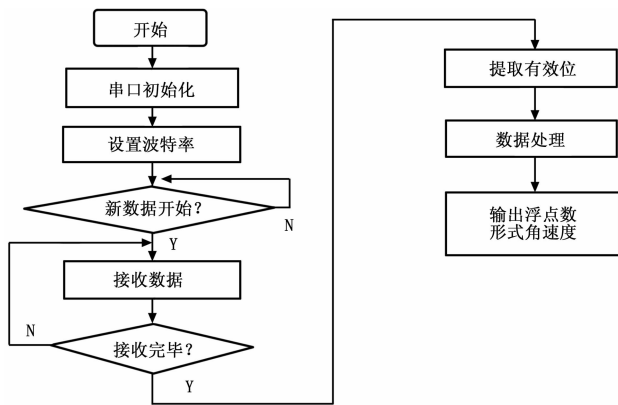 开始
串口初始化
设置波特率
新数据开始?
N
Y
接收数据
N
接收完毕?
Y
提取有效位
数据处理
输出浮点数
形式角速度